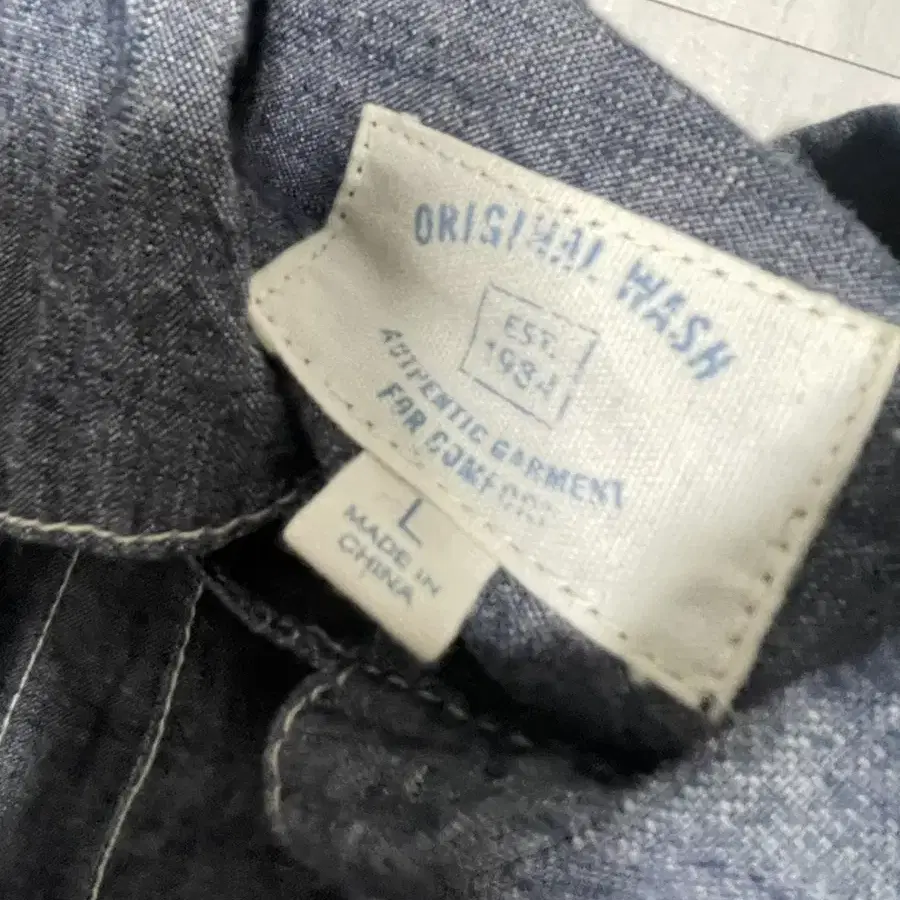 ORIGINAL WASH
EST.
1934
AUTHENTIC GARMENT
FOR COMFORT
L
MADE IN
CHINA